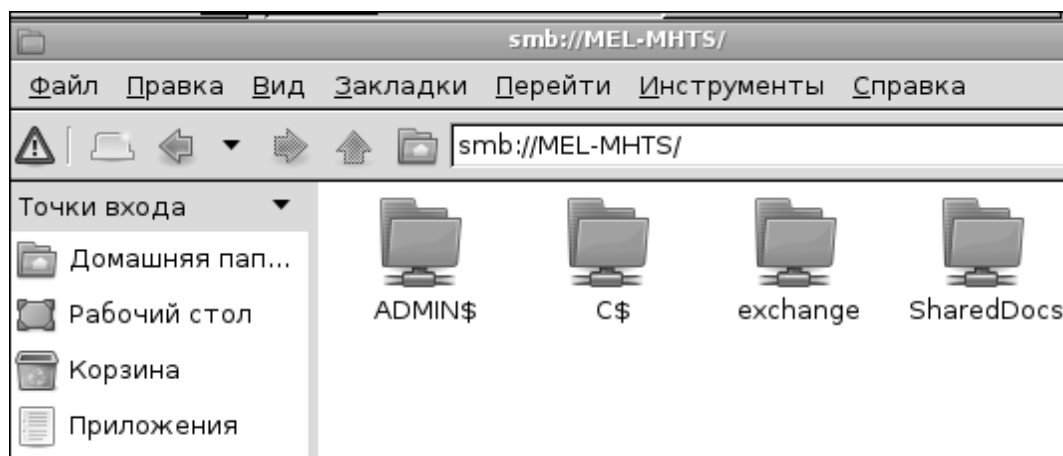 smb://MEL-MHTS/
Файл Правка Вид Закладки Перейти Инструменты Справка
smb://MEL-MHTS/
Точки входа
Домашняя пап...
Рабочий стол
Корзина
Приложения
ADMIN$ C$ exchange SharedDocs